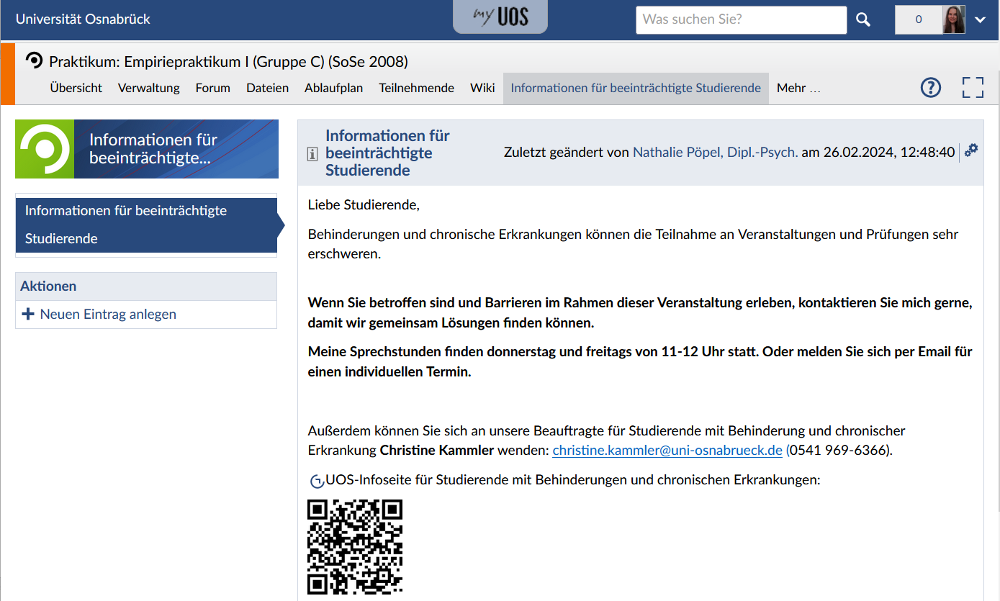 Universität Osnabrück
my UOS
Was suchen Sie?
0
Praktikum: Empiriepraktikum I (Gruppe C) (SoSe 2008)
Übersicht Verwaltung Forum Dateien Ablaufplan Teilnehmende Wiki Informationen für beeinträchtigte Studierende Mehr ...
?
Informationen für
beeinträchtigte...
Informationen für beeinträchtigte
Studierende
Aktionen
+ Neuen Eintrag anlegen
i
Informationen für
beeinträchtigte
Studierende
Zuletzt geändert von Nathalie Pöpel, Dipl.-Psych. am 26.02.2024, 12:48:40
Liebe Studierende,
Behinderungen und chronische Erkrankungen können die Teilnahme an Veranstaltungen und Prüfungen sehr
erschweren.
Wenn Sie betroffen sind und Barrieren im Rahmen dieser Veranstaltung erleben, kontaktieren Sie mich gerne,
damit wir gemeinsam Lösungen finden können.
Meine Sprechstunden finden donnerstag und freitags von 11-12 Uhr statt. Oder melden Sie sich per Email für
einen individuellen Termin.
Außerdem können Sie sich an unsere Beauftragte für Studierende mit Behinderung und chronischer
Erkrankung Christine Kammler wenden: christine.kammler@uni-osnabrueck.de (0541 969-6366).
UOS-Infoseite für Studierende mit Behinderungen und chronischen Erkrankungen: